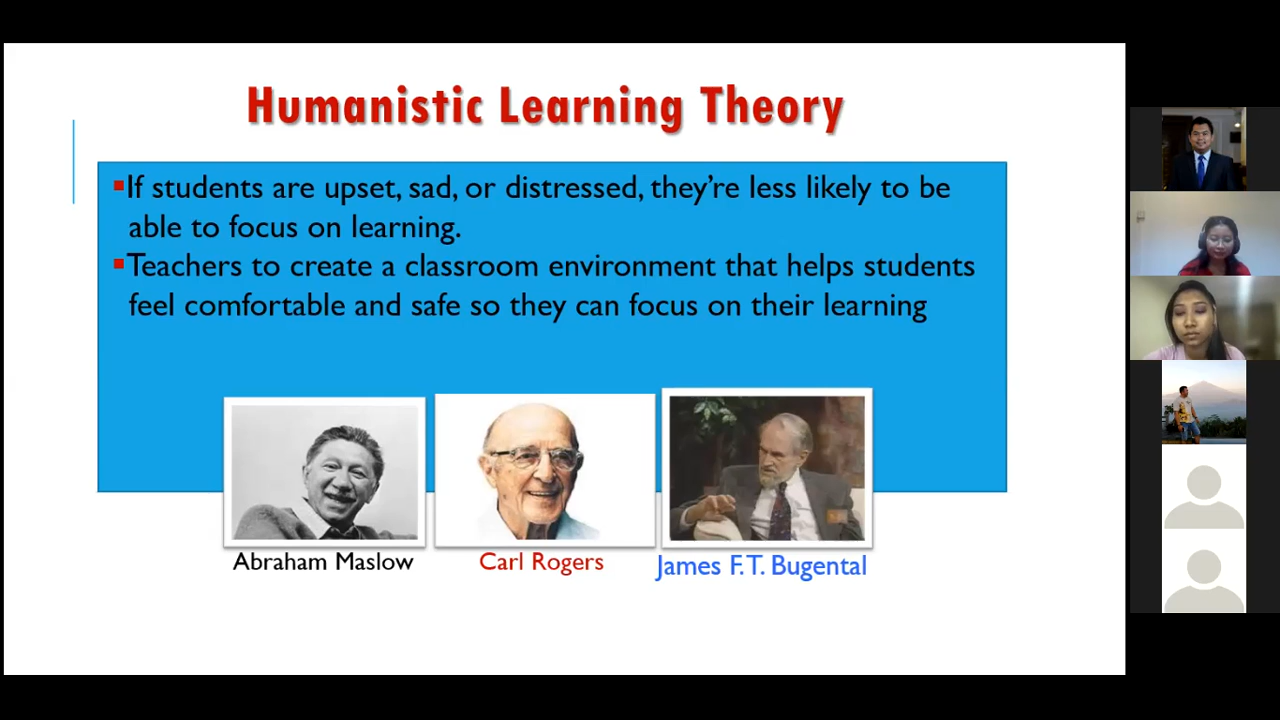 Humanistic Learning Theory
▪If students are upset, sad, or distressed, they’re less likely to be
able to focus on learning.
▪Teachers to create a classroom environment that helps students
feel comfortable and safe so they can focus on their learning
Abraham Maslow
Carl Rogers
James F.T. Bugental